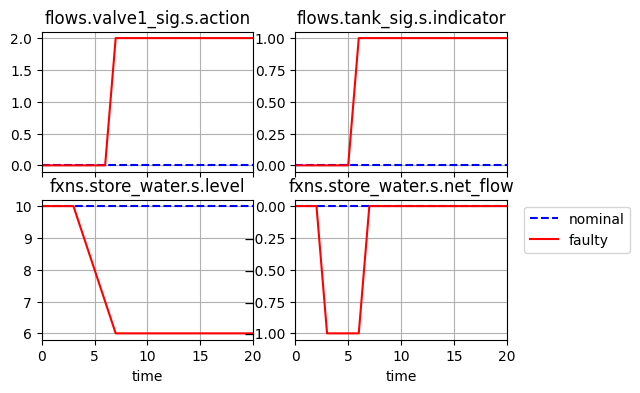 flows.valve1_sig.s.action
flows.tank_sig.s.indicator
2.0
1.5
1.0
0.5
0.0
1.00
0.75
0.50
0.25
0.00
fxns.store_water.s.level
fxns.store_water.s.net_flow
10
9
8
7
6
0.00
−0.25
−0.50
−0.75
−1.00
nominal
faulty
0 5 10 15 20
0 5 10 15 20
time
time